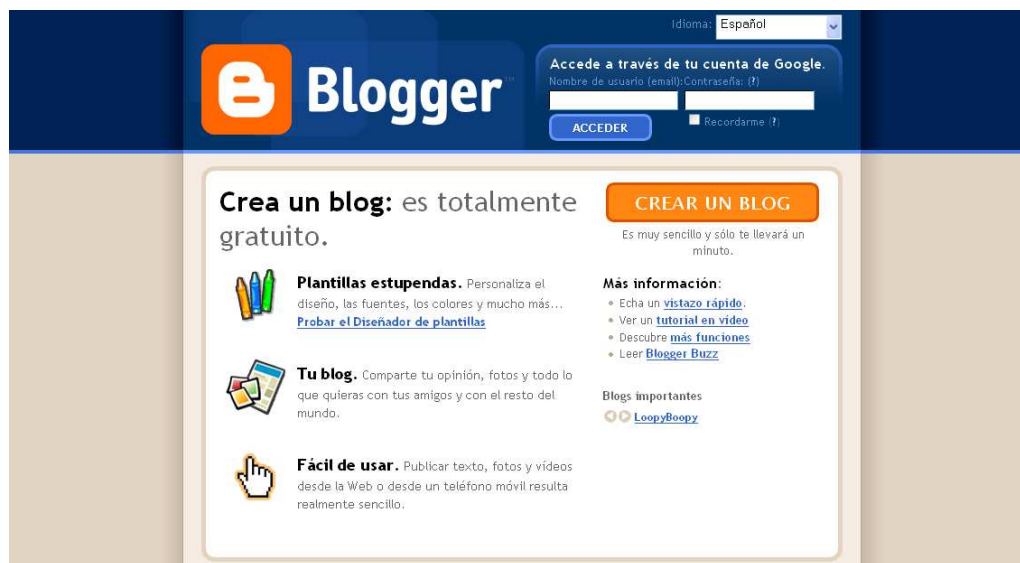 Idioma: Español
Blogger™
Accede a través de tu cuenta de Google.
Nombre de usuario (email): Contraseña: (?)
ACCEDER
Recordarme (?)
Crea un blog: es totalmente
gratuito.
Plantillas estupendas. Personaliza el
diseño, las fuentes, los colores y mucho más...
Probar el Diseñador de plantillas
Tu blog. Comparte tu opinión, fotos y todo lo
que quieras con tus amigos y con el resto del
mundo.
Fácil de usar. Publicar texto, fotos y vídeos
desde la Web o desde un teléfono móvil resulta
realmente sencillo.
CREAR UN BLOG
Es muy sencillo y sólo te llevará un
minuto.
Más información:
Echa un vistazo rápido.
Ver un tutorial en vídeo
Descubre más funciones
Leer Blogger Buzz
Blogs importantes
LoopyBoopy